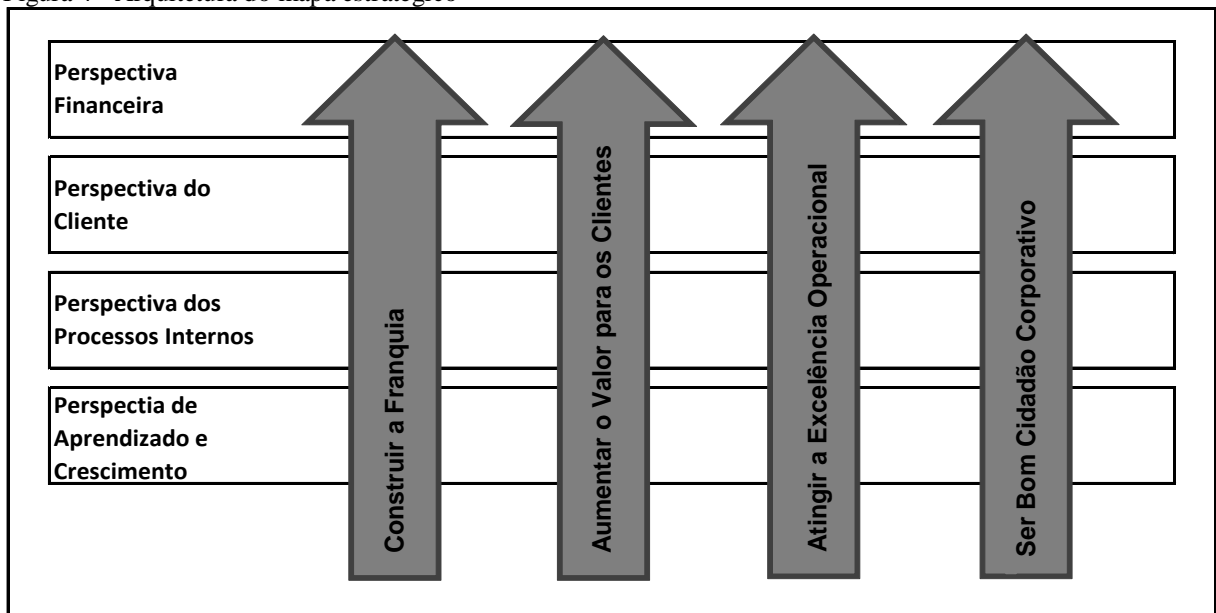 Perspectiva
Financeira
Perspectiva do
Cliente
Perspectiva dos
Processos Internos
Perspectia de
Aprendizado e
Crescimento
Construir a Franquia
Aumentar o Valor para os Clientes
Atingir a Excelência Operacional
Ser Bom Cidadão Corporativo